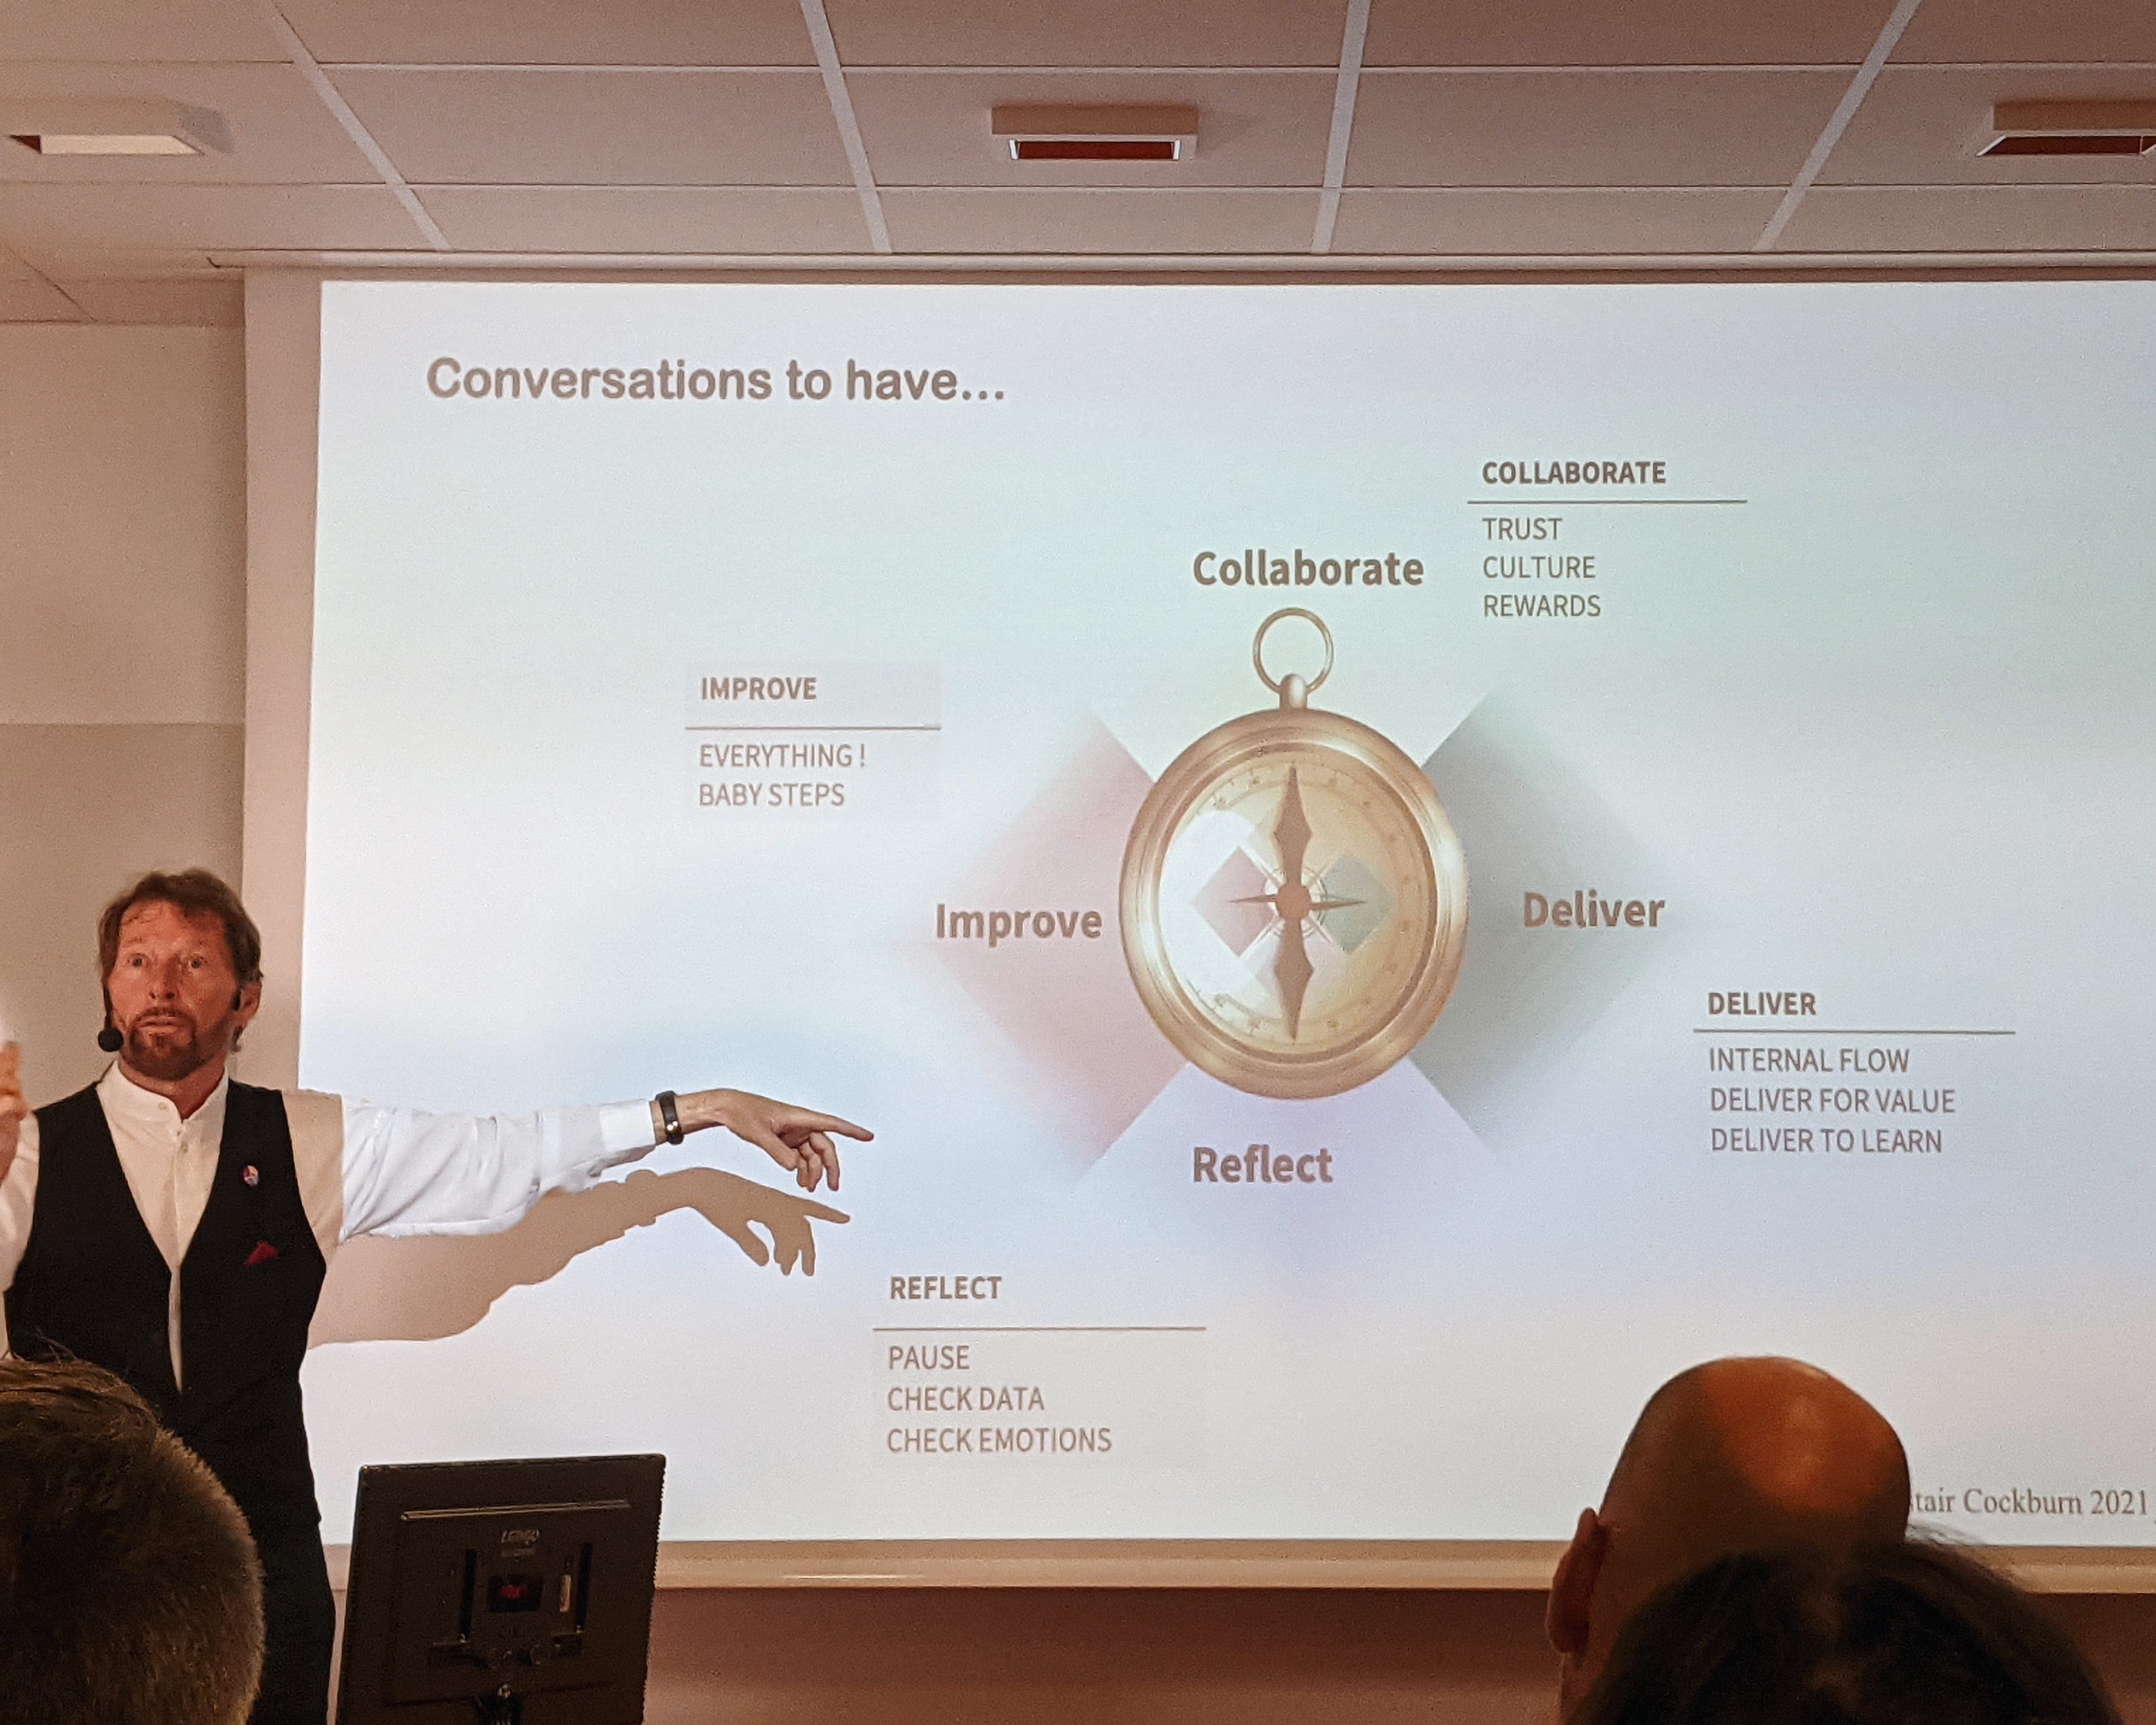 Conversations to have...
COLLABORATE
TRUST
CULTURE
REWARDS
Collaborate
IMPROVE
EVERYTHING !
BABY STEPS
Improve
Deliver
DELIVER
INTERNAL FLOW
DELIVER FOR VALUE
DELIVER TO LEARN
Reflect
REFLECT
PAUSE
CHECK DATA
CHECK EMOTIONS
Cockburn 2021